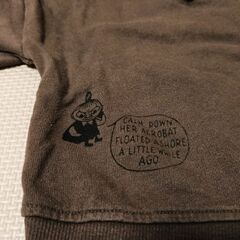 CALM DOWN
HER ACROBAT
FLOATED ASHORE
A LITTLE WHILE
AGO